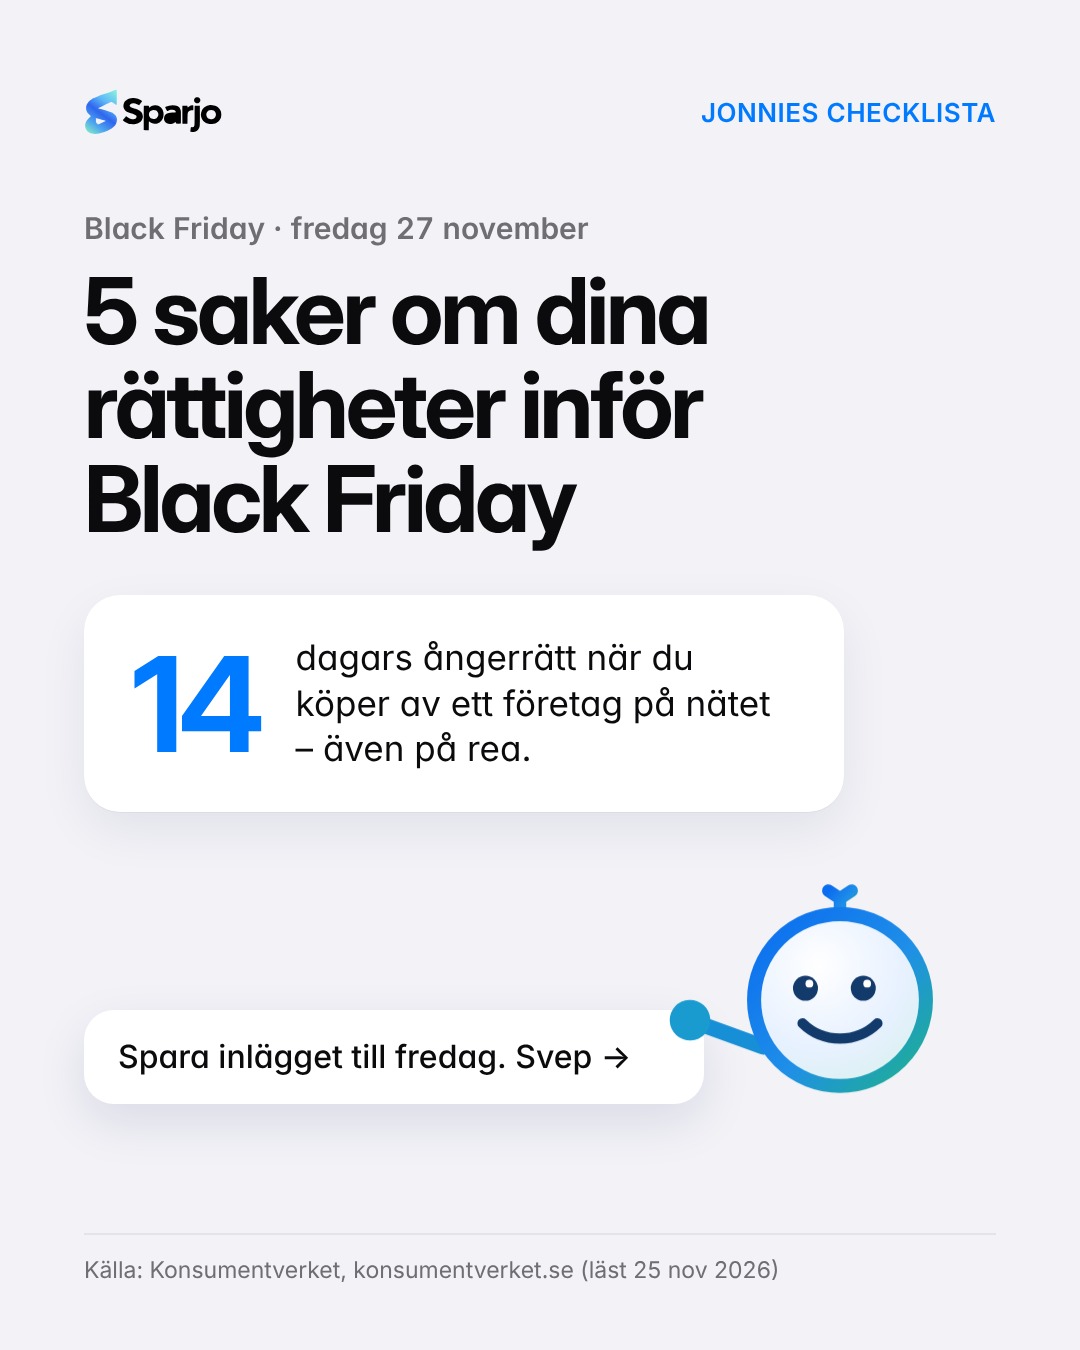 Sparjo
JONNIES CHECKLISTA
Black Friday · fredag 27 november
5 saker om dina
rättigheter inför
Black Friday
14
dagars ångerrätt när du
köper av ett företag på nätet
– även på rea.
Spara inlägget till fredag. Svep →
Källa: Konsumentverket, konsumentverket.se (läst 25 nov 2026)